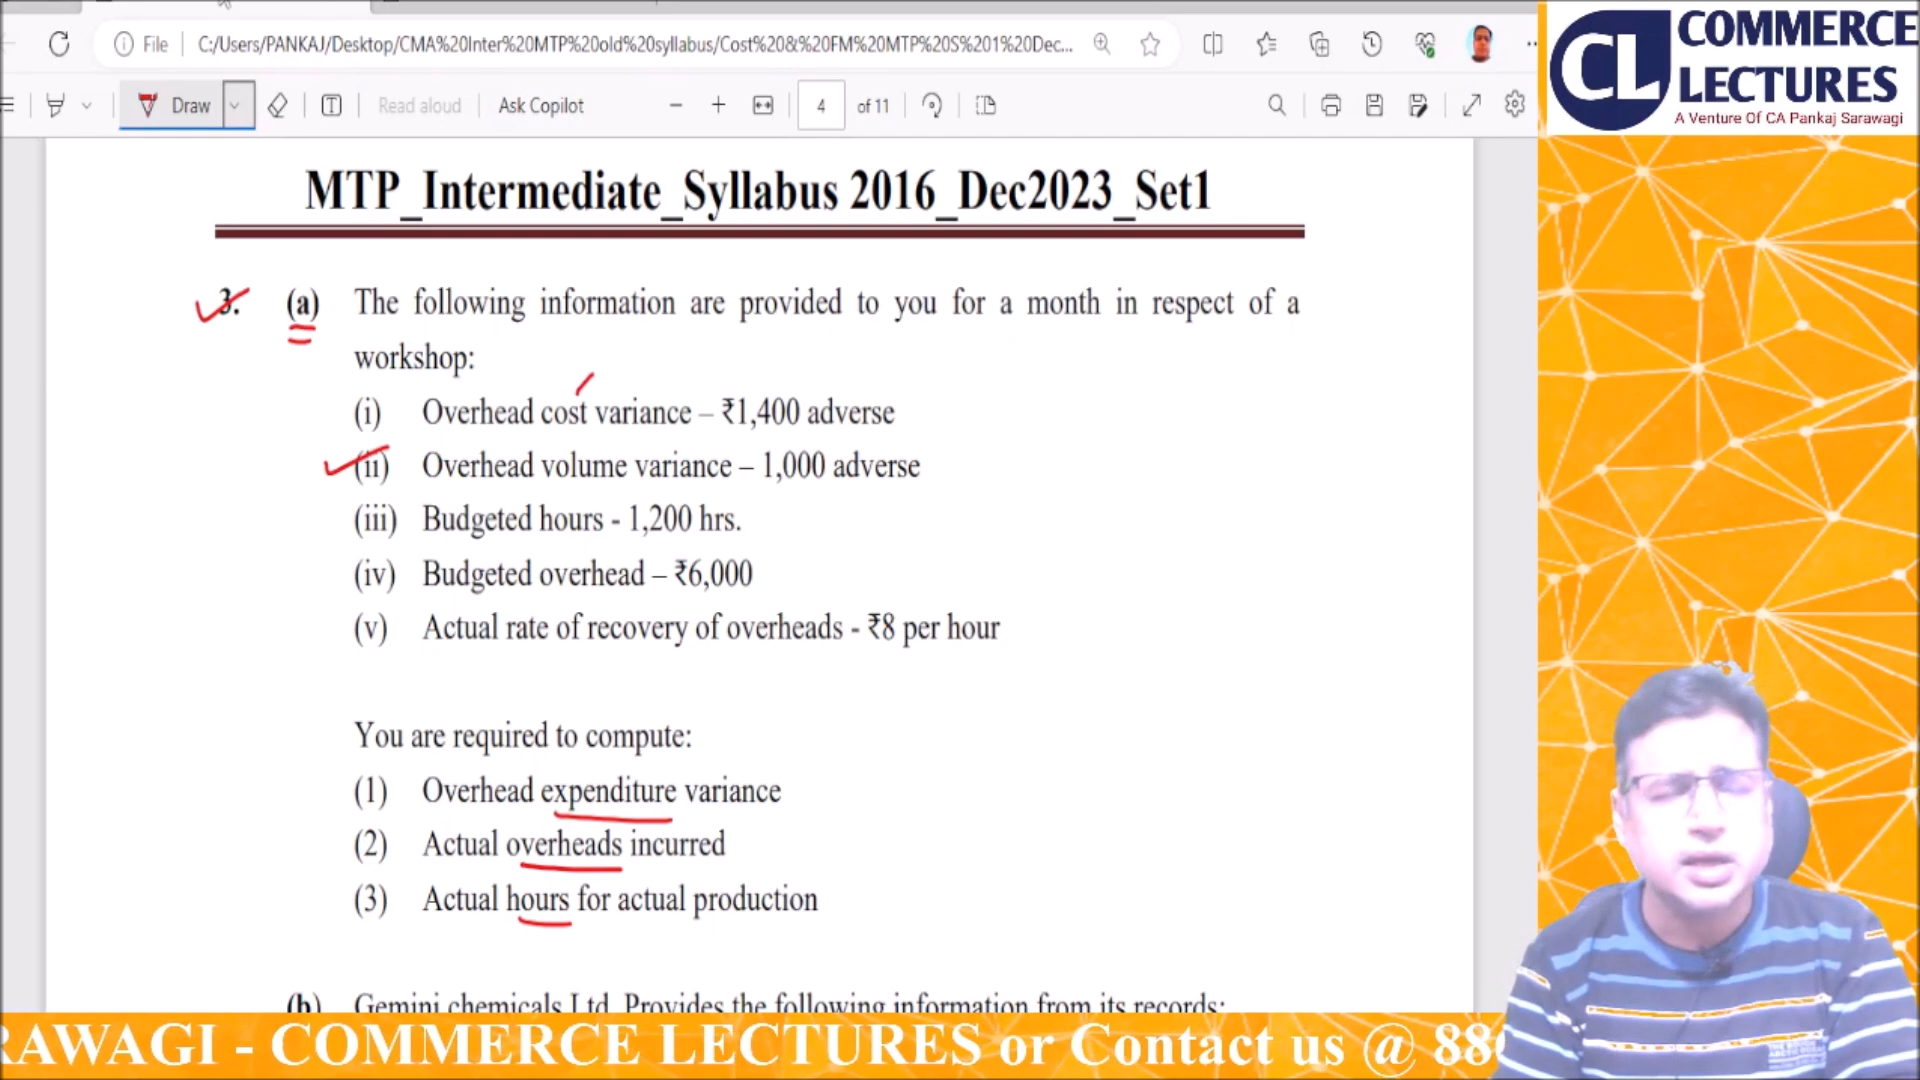 File
C:/Users/PANKAJ/Desktop/CMA%20Inter%20MTP%20old%20syllabus/Cost%20&%20FM%20MTP%20S%201%20Dec...
Draw
Read aloud
Ask Copilot
4
of 11
CL
COMMERCE
LECTURES
A Venture Of CA Pankaj Sarawagi
MTP_Intermediate_Syllabus 2016_Dec2023_Set1
3. (a) The following information are provided to you for a month in respect of a
workshop:
(i) Overhead cost variance – ₹1,400 adverse
(ii) Overhead volume variance – 1,000 adverse
(iii) Budgeted hours - 1,200 hrs.
(iv) Budgeted overhead – ₹6,000
(v) Actual rate of recovery of overheads - ₹8 per hour
You are required to compute:
(1) Overhead expenditure variance
(2) Actual overheads incurred
(3) Actual hours for actual production
(b) Gemini chemicals Ltd. Provides the following information from its records:
RAWAGI - COMMERCE LECTURES or Contact us @ 88